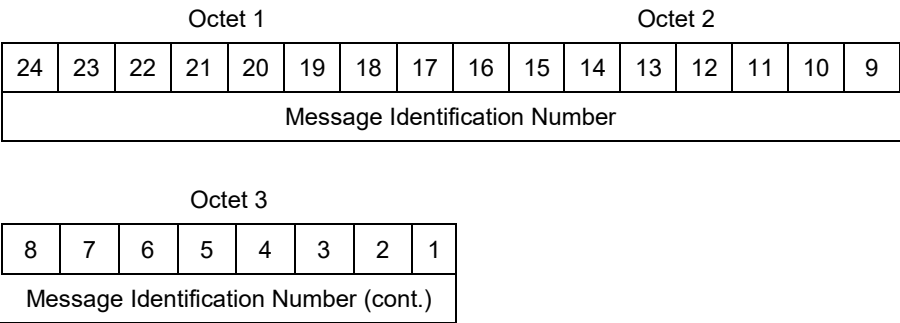 Octet 1 Octet 2
24 23 22 21 20 19 18 17 16 15 14 13 12 11 10 9
Message Identification Number
Octet 3
8 7 6 5 4 3 2 1
Message Identification Number (cont.)